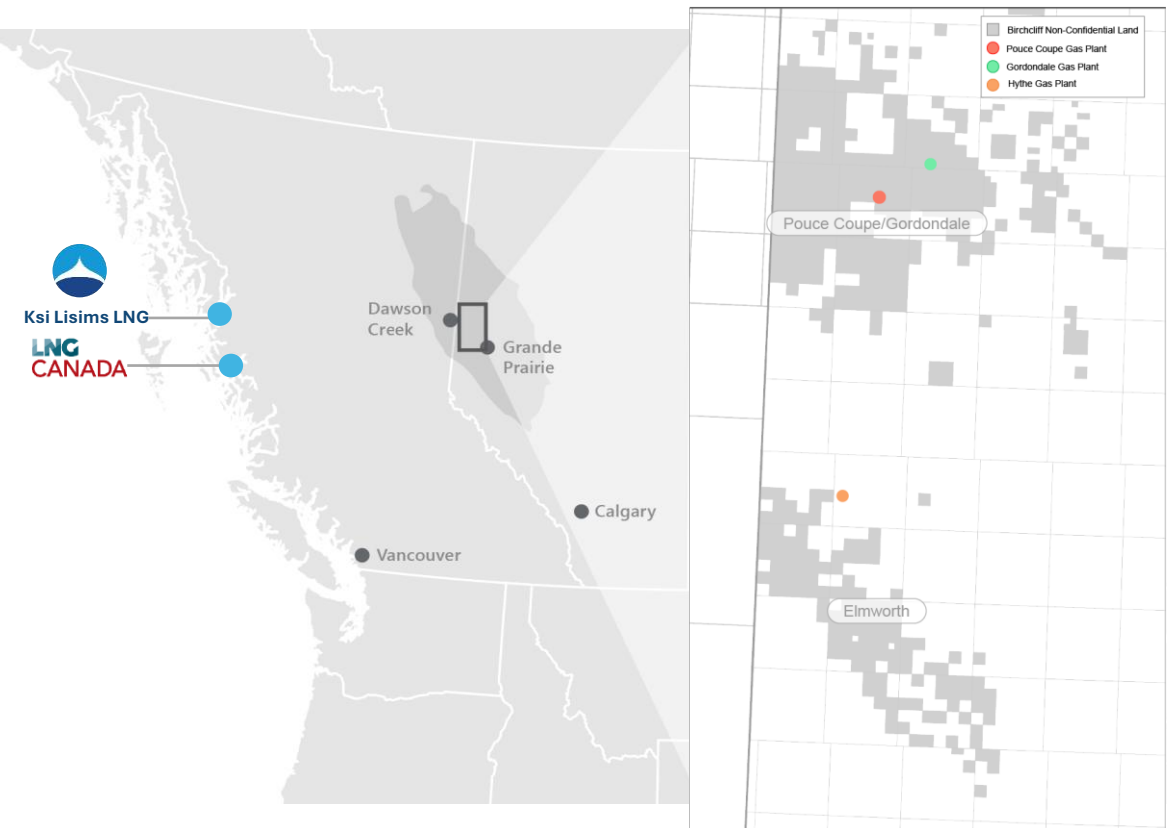 Ksi Lisims LNG
LNG
CANADA
Dawson
Creek
Grande
Prairie
Calgary
Vancouver
Birchcliff Non-Confidential Land
Pouce Coupe Gas Plant
Gordondale Gas Plant
Hythe Gas Plant
Pouce Coupe/Gordondale
Elmworth